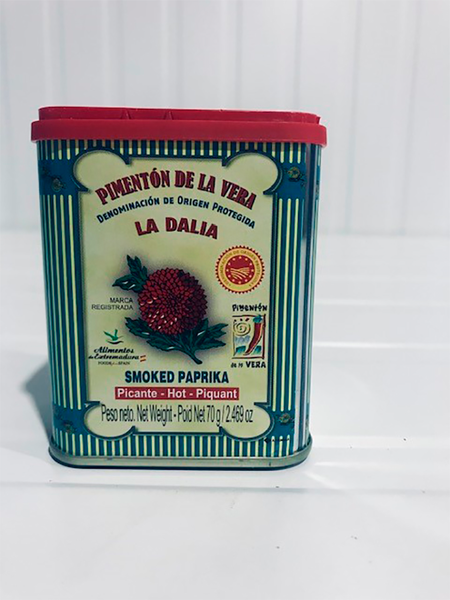 PIMENTÓN DE LA VERA
DENOMINACIÓN DE ORIGEN PROTEGIDA
LA DALIA
MARCA
REGISTRADA
Alimentos
de Extremadura
PIMENTÓN
DE LA VERA
SMOKED PAPRIKA
Picante - Hot - Piquant
Peso neto. Net Weight - Poid Net 70 g / 2.469 oz